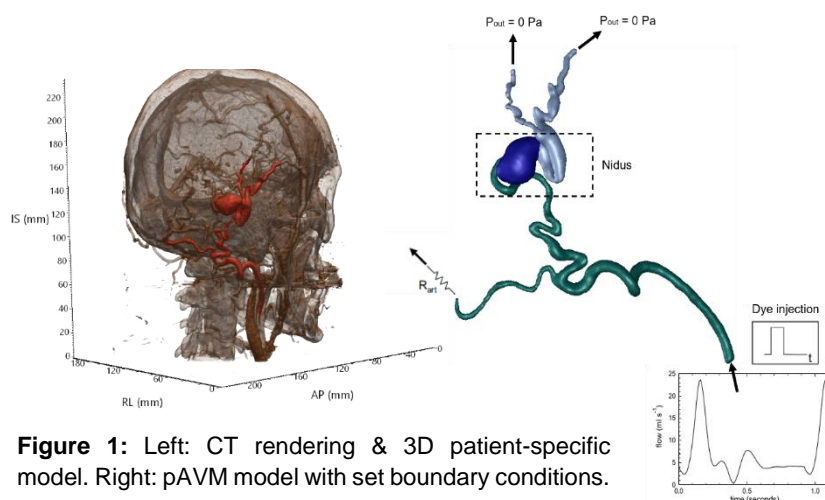 P_out = 0 Pa
P_out = 0 Pa
220
200
180
160
140
IS (mm)
120
100
80
60
40
20
0
180
120
60
0
RL (mm)
200
160
120
80
40
0
AP (mm)
Nidus
R_art
Dye injection
t
25
20
15
10
5
0
flow (ml s⁻¹)
0.0
0.5
1.0
time (seconds)
Figure 1: Left: CT rendering & 3D patient-specific
model. Right: pAVM model with set boundary conditions.